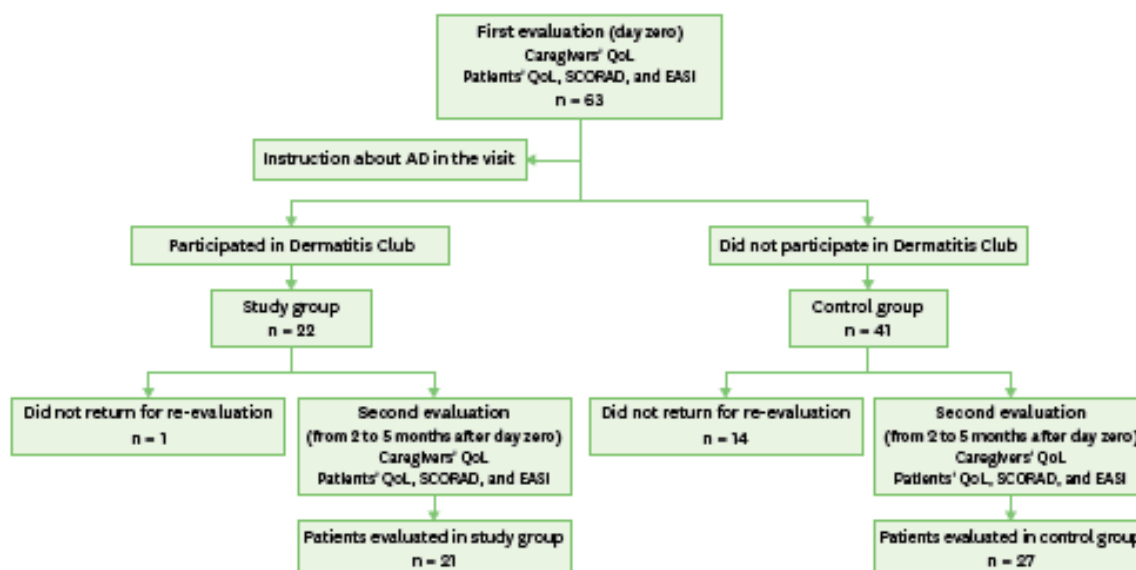 First evaluation (day zero)
Caregivers' QoL
Patients' QoL, SCORAD, and EASI
n = 63
Instruction about AD in the visit
Participated in Dermatitis Club
Did not participate in Dermatitis Club
Study group
n = 22
Control group
n = 41
Did not return for re-evaluation
n = 1
Second evaluation
(from 2 to 5 months after day zero)
Caregivers' QoL
Patients' QoL, SCORAD, and EASI
Did not return for re-evaluation
n = 14
Second evaluation
(from 2 to 5 months after day zero)
Caregivers' QoL
Patients' QoL, SCORAD, and EASI
Patients evaluated in study group
n = 21
Patients evaluated in control group
n = 27